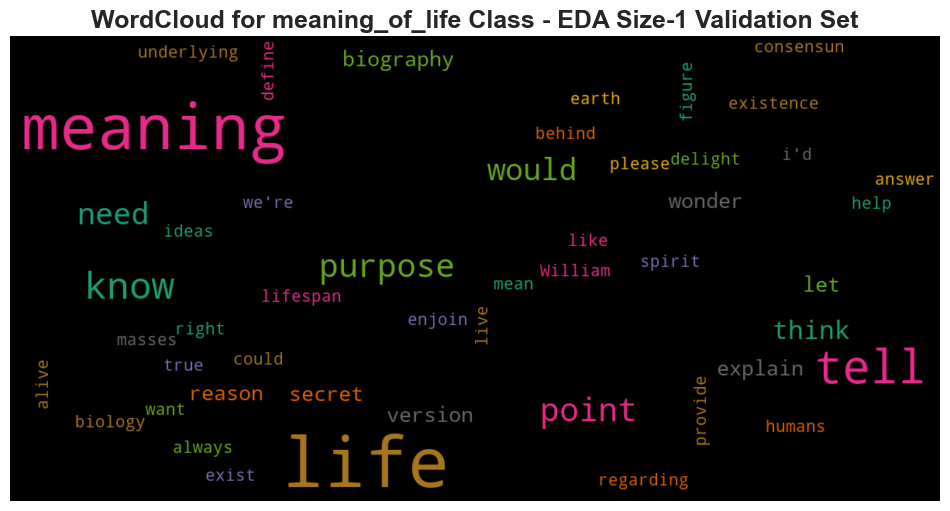 WordCloud for meaning_of_life Class - EDA Size-1 Validation Set
underlying
define
biography
consensun
figure
earth
existence
meaning
behind
would
please
delight
i'd
answer
need
we're
wonder
help
ideas
like
purpose
William
spirit
know
mean
let
lifespan
enjoin
live
right
think
masses
true
could
explain
tell
alive
reason
secret
want
version
point
provide
biology
humans
always
life
exist
regarding